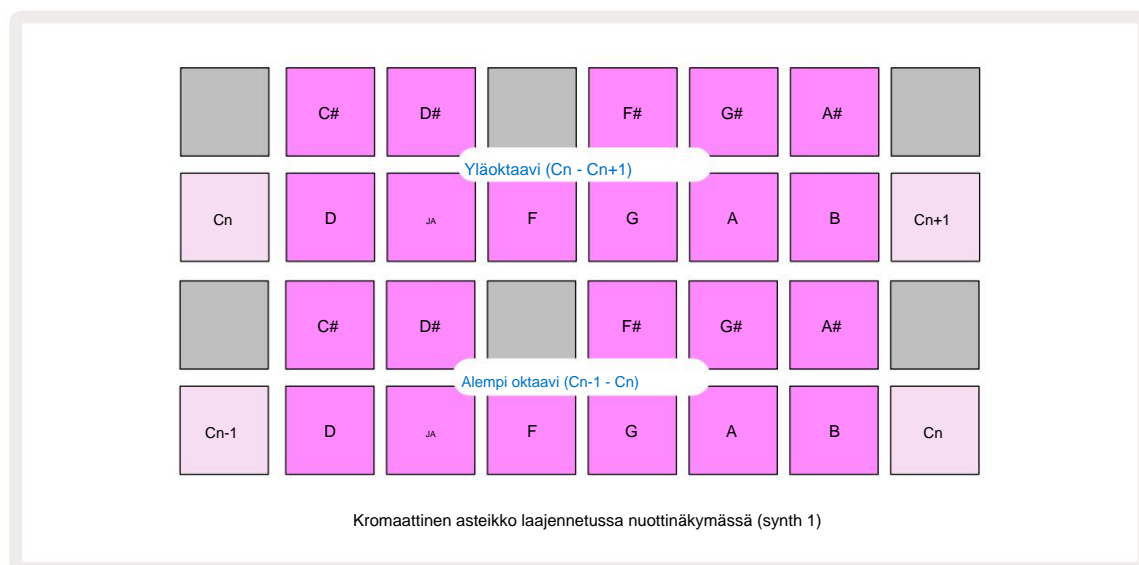 C# D# F# G# A#
Yläoktaavi (Cn - Cn+1)
Cn D JA F G A B Cn+1
C# D# F# G# A#
Alempi oktaavi (Cn-1 - Cn)
Cn-1 D JA F G A B Cn
Kromaattinen asteikko laajennetussa nuottinäkymässä (synth 1)